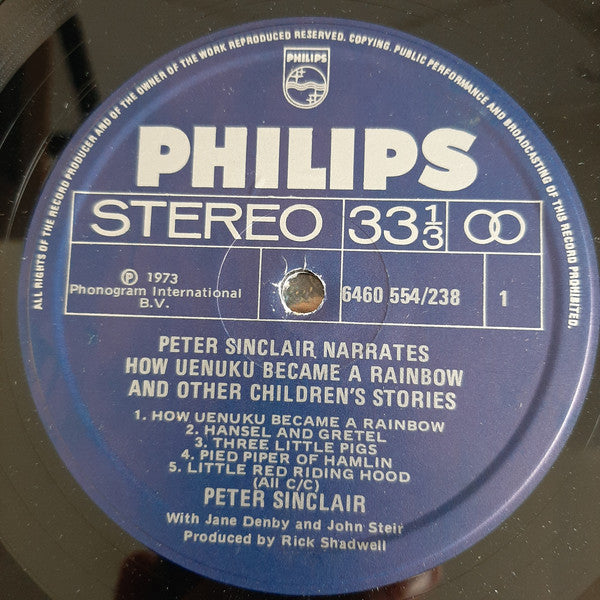 ALL RIGHTS OF THE RECORD PRODUCER AND OF THE OWNER OF THE WORK REPRODUCED RESERVED. COPYING, PUBLIC PERFORMANCE AND BROADCASTING OF THIS RECORD PROHIBITED.
PHILIPS
PHILIPS
STEREO 33 1/3
℗ 1973
Phonogram International
B.V.
6460 554/238 1
PETER SINCLAIR NARRATES
HOW UENUKU BECAME A RAINBOW
AND OTHER CHILDREN'S STORIES
1. HOW UENUKU BECAME A RAINBOW
2. HANSEL AND GRETEL
3. THREE LITTLE PIGS
4. PIED PIPER OF HAMLIN
5. LITTLE RED RIDING HOOD
(All C/C)
PETER SINCLAIR
With Jane Denby and John Steir
Produced by Rick Shadwell